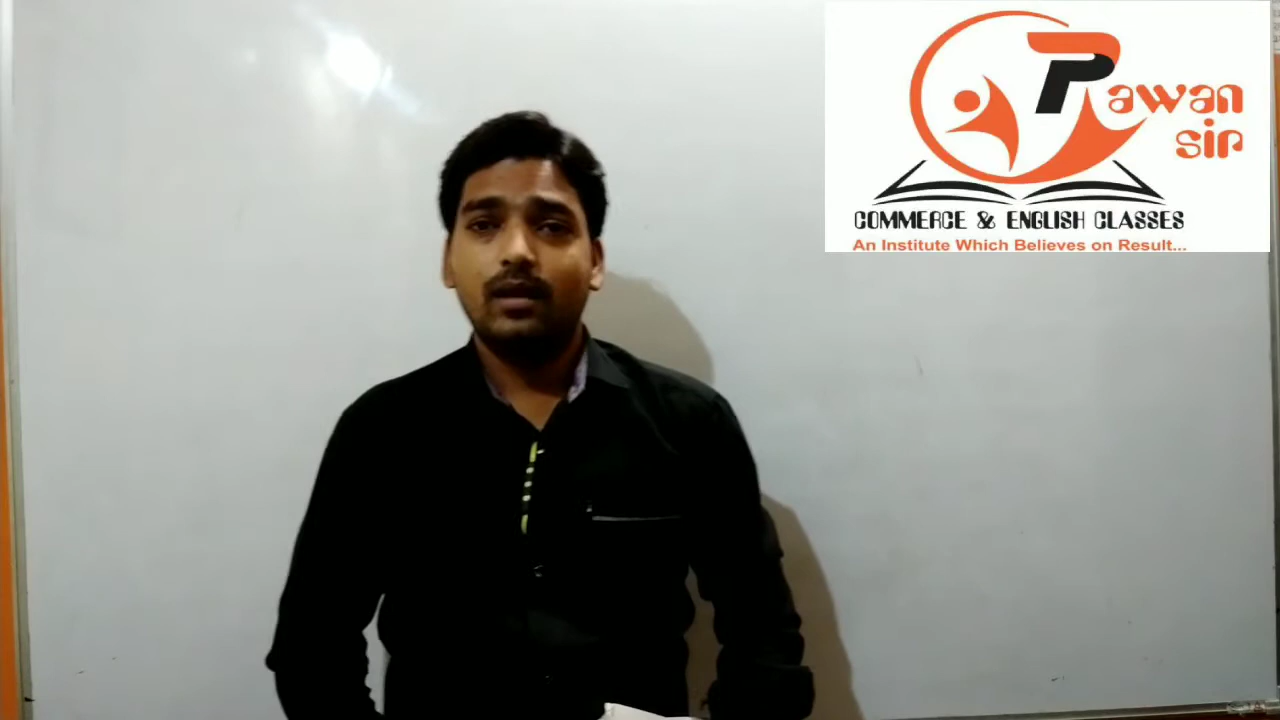 Pawan
sir
COMMERCE & ENGLISH CLASSES
An Institute Which Believes on Result...